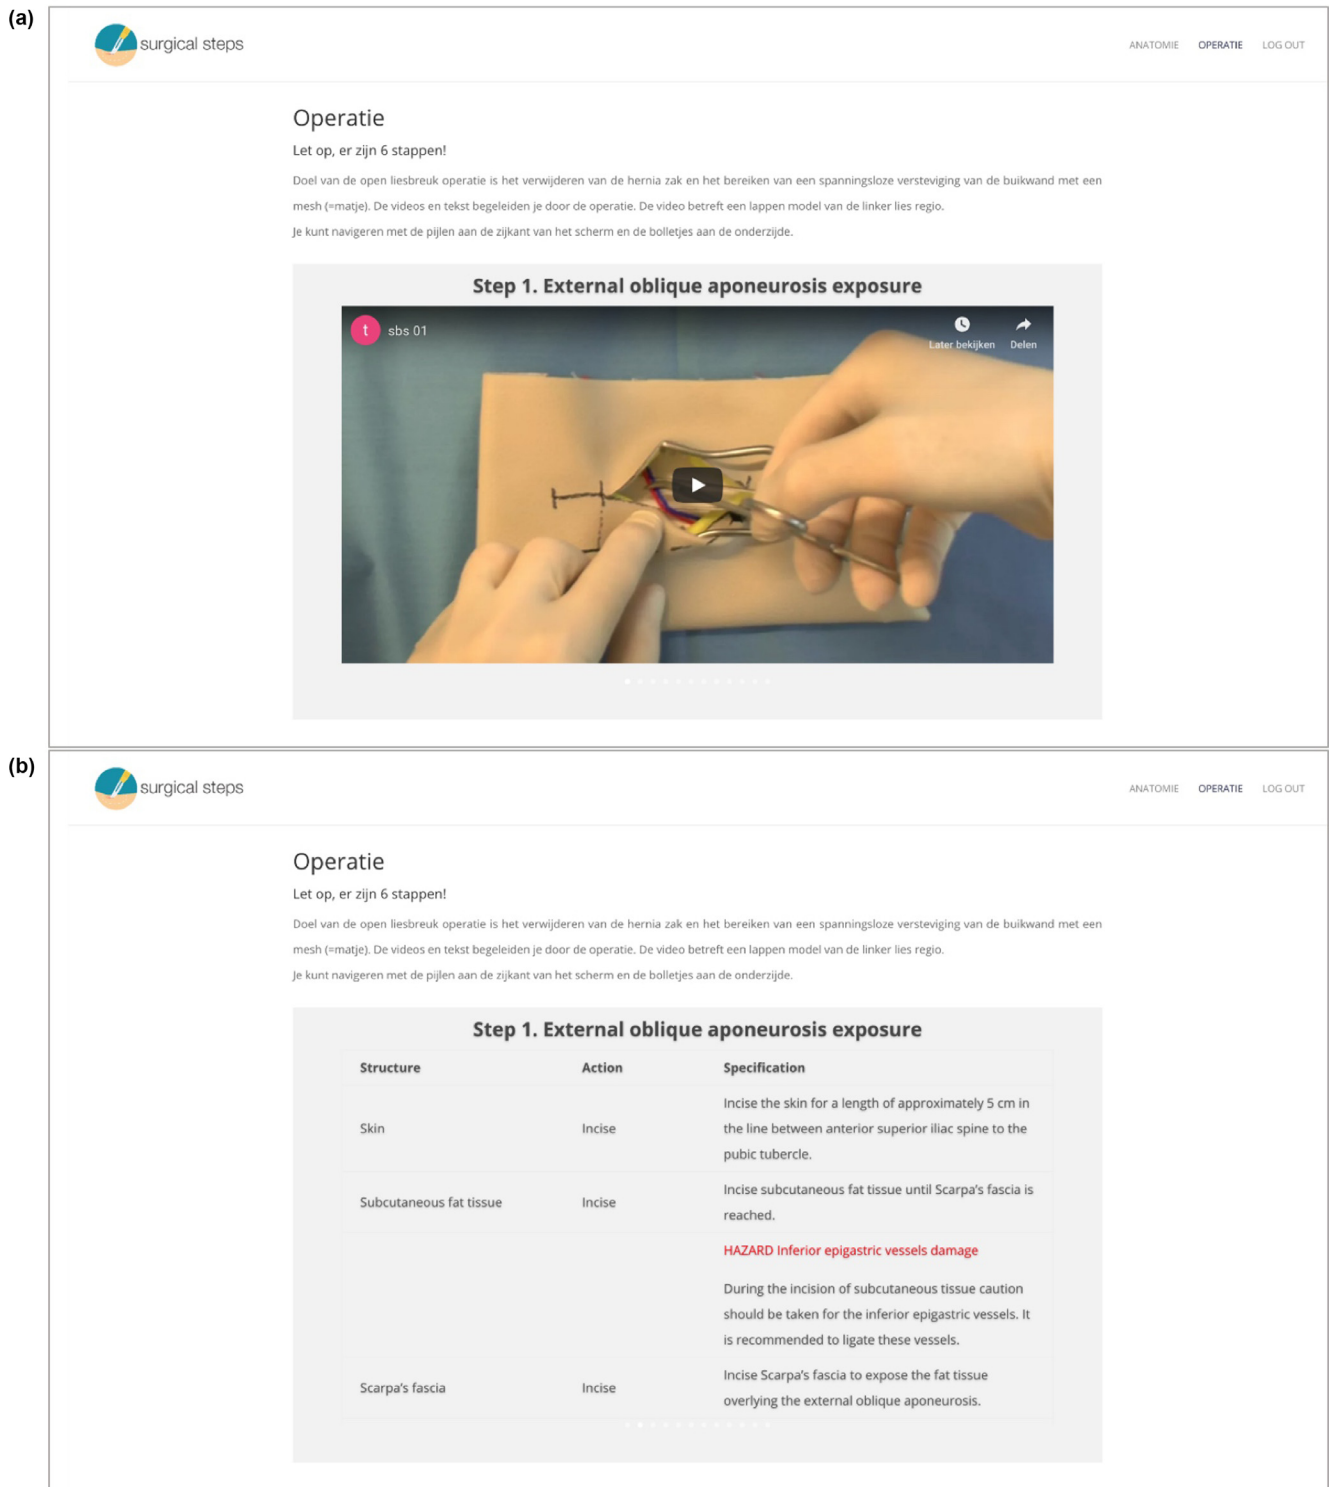 (a)
surgical steps
ANATOMIE OPERATIE LOG OUT
Operatie
Let op, er zijn 6 stappen!
Doel van de open liesbreuk operatie is het verwijderen van de hernia zak en het bereiken van een spanningsloze versteviging van de buikwand met een
mesh (=matje). De videos en tekst begeleiden je door de operatie. De video betreft een lappen model van de linker lies regio.
Je kunt navigeren met de pijlen aan de zijkant van het scherm en de bolletjes aan de onderzijde.
Step 1. External oblique aponeurosis exposure
t sbs 01
Later bekijken Delen
(b)
surgical steps
ANATOMIE OPERATIE LOG OUT
Operatie
Let op, er zijn 6 stappen!
Doel van de open liesbreuk operatie is het verwijderen van de hernia zak en het bereiken van een spanningsloze versteviging van de buikwand met een
mesh (=matje). De videos en tekst begeleiden je door de operatie. De video betreft een lappen model van de linker lies regio.
Je kunt navigeren met de pijlen aan de zijkant van het scherm en de bolletjes aan de onderzijde.
Step 1. External oblique aponeurosis exposure
Structure Action Specification
Incise the skin for a length of approximately 5 cm in
Skin Incise the line between anterior superior iliac spine to the
pubic tubercle.
Subcutaneous fat tissue Incise Incise subcutaneous fat tissue until Scarpa's fascia is
reached.
HAZARD Inferior epigastric vessels damage
During the incision of subcutaneous tissue caution
should be taken for the inferior epigastric vessels. It
is recommended to ligate these vessels.
Scarpa's fascia Incise Incise Scarpa's fascia to expose the fat tissue
overlying the external oblique aponeurosis.